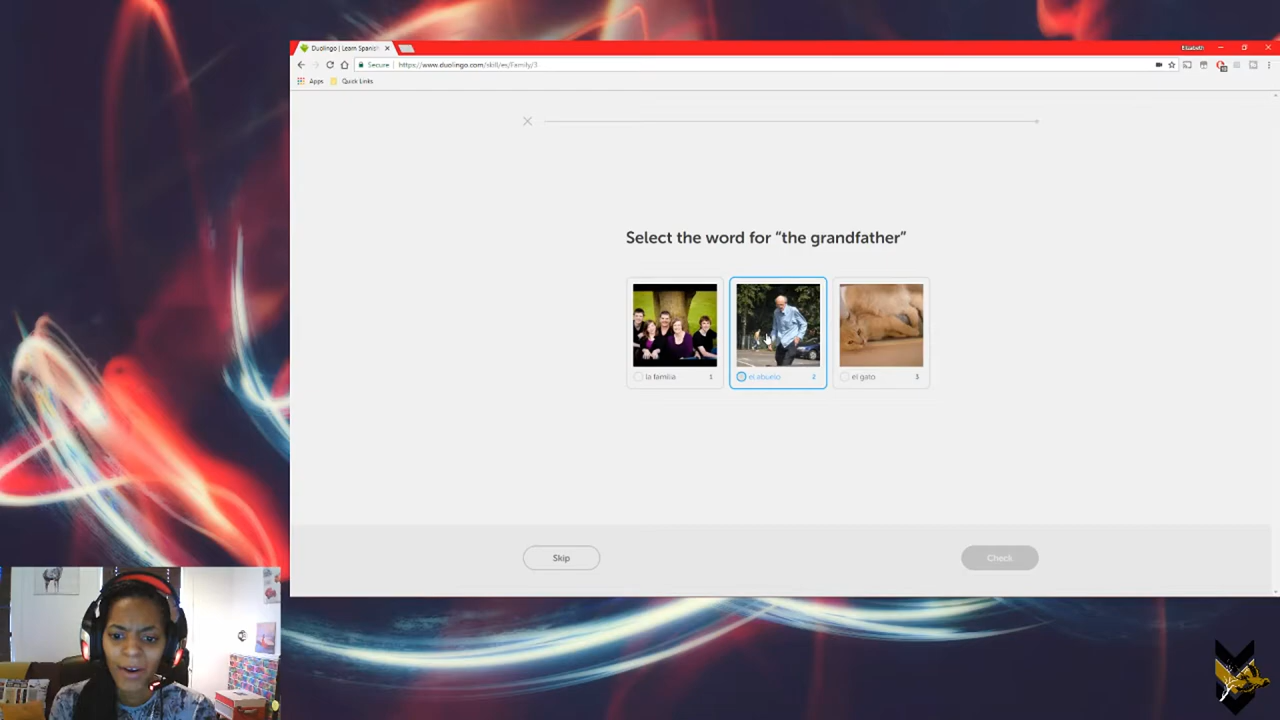 Duolingo | Learn Spanish
Elizabeth
Secure
https://www.duolingo.com/skill/es/Family/3
Apps
Quick Links
Select the word for “the grandfather”
la familia 1
el abuelo 2
el gato 3
Skip
Check